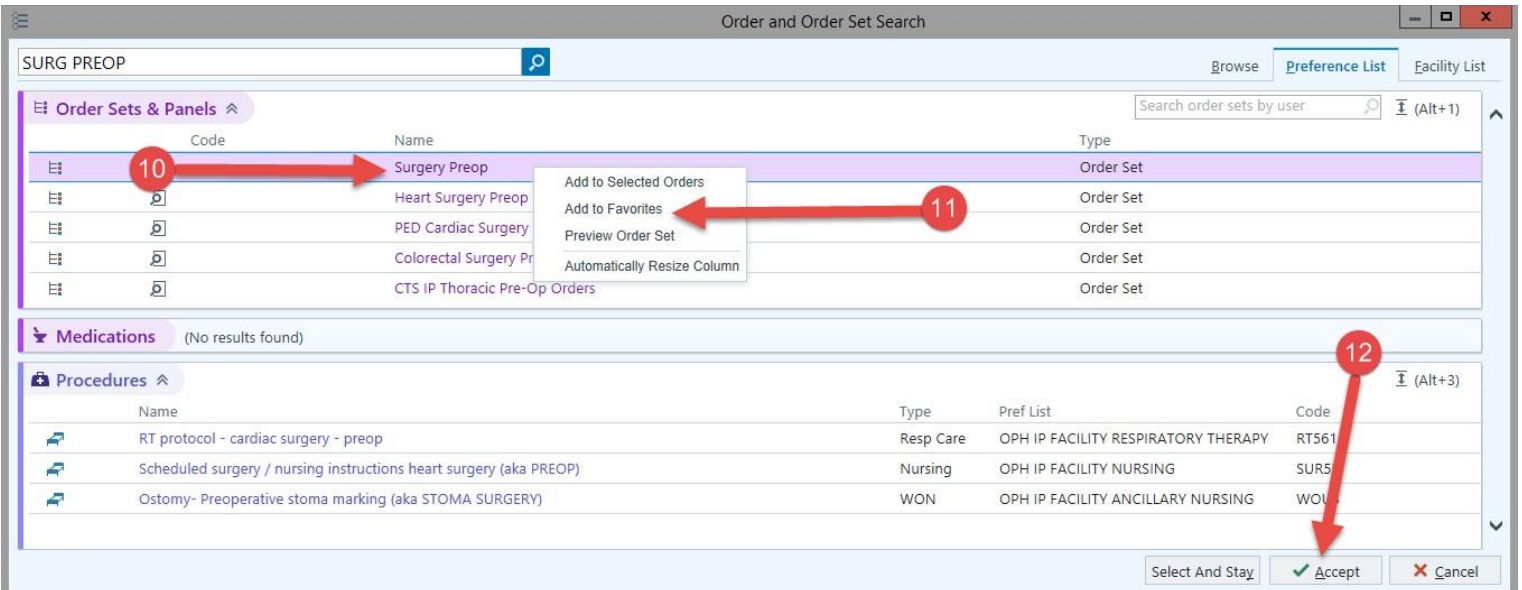 Order and Order Set Search
SURG PREOP
Browse Preference List Facility List
Order Sets & Panels Search order sets by user (Alt+1)
Code Name Type
10 Surgery Preop Order Set
Heart Surgery Preop Order Set
PED Cardiac Surgery Order Set
Colorectal Surgery Pr Order Set
CTS IP Thoracic Pre-Op Orders Order Set
Add to Selected Orders
Add to Favorites 11
Preview Order Set
Automatically Resize Column
Medications (No results found)
12
Procedures (Alt+3)
Name Type Pref List Code
RT protocol - cardiac surgery - preop Resp Care OPH IP FACILITY RESPIRATORY THERAPY RT561
Scheduled surgery / nursing instructions heart surgery (aka PREOP) Nursing OPH IP FACILITY NURSING
Ostomy- Preoperative stoma marking (aka STOMA SURGERY) WON OPH IP FACILITY ANCILLARY NURSING
Select And Stay Accept Cancel